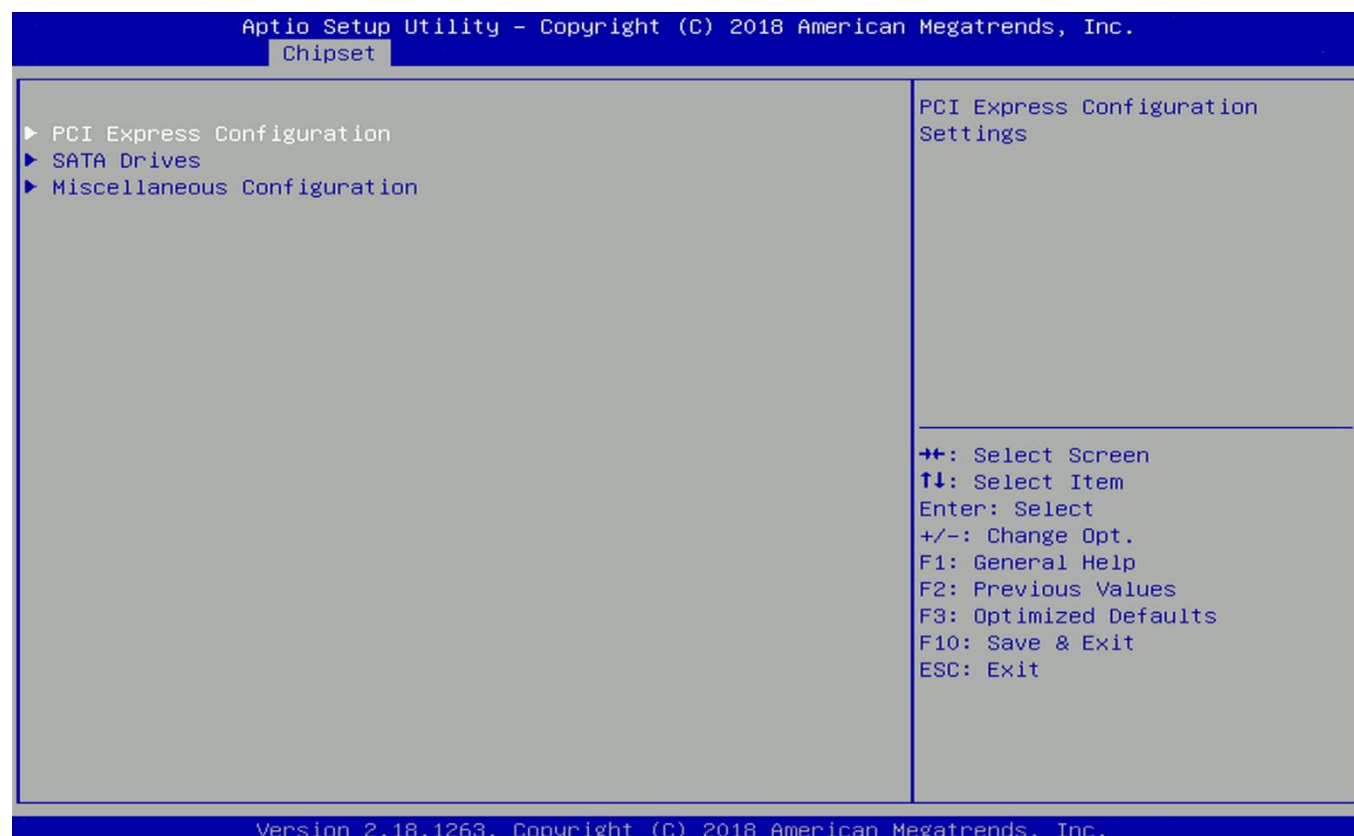 Aptio Setup Utility – Copyright (C) 2018 American Megatrends, Inc.
Chipset
► PCI Express Configuration
► SATA Drives
► Miscellaneous Configuration
PCI Express Configuration
Settings
→←: Select Screen
↑↓: Select Item
Enter: Select
+/-: Change Opt.
F1: General Help
F2: Previous Values
F3: Optimized Defaults
F10: Save & Exit
ESC: Exit
Version 2.18.1263. Copyright (C) 2018 American Megatrends, Inc.